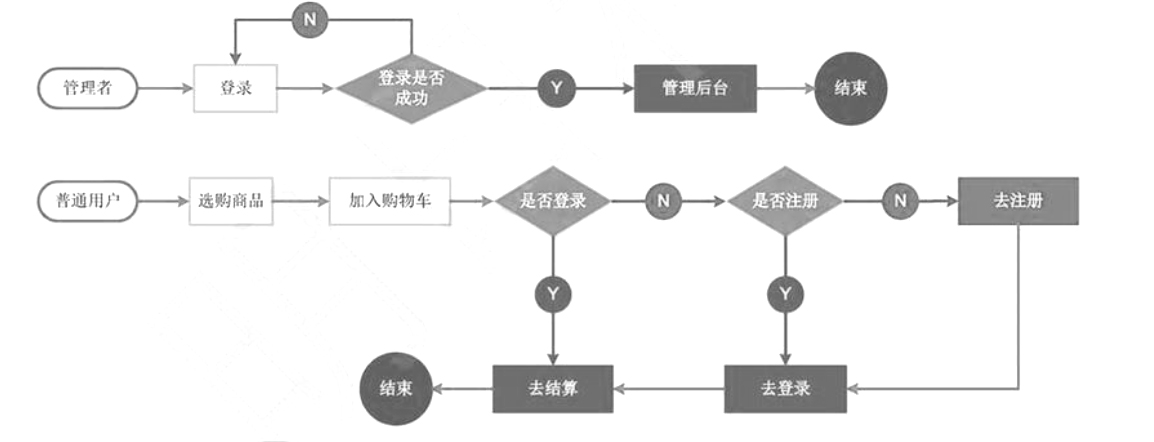 N
管理者
登录
登录是否
成功
Y
管理后台
结束
普通用户
选购商品
加入购物车
是否登录
N
是否注册
N
去注册
Y
Y
结束
去结算
去登录